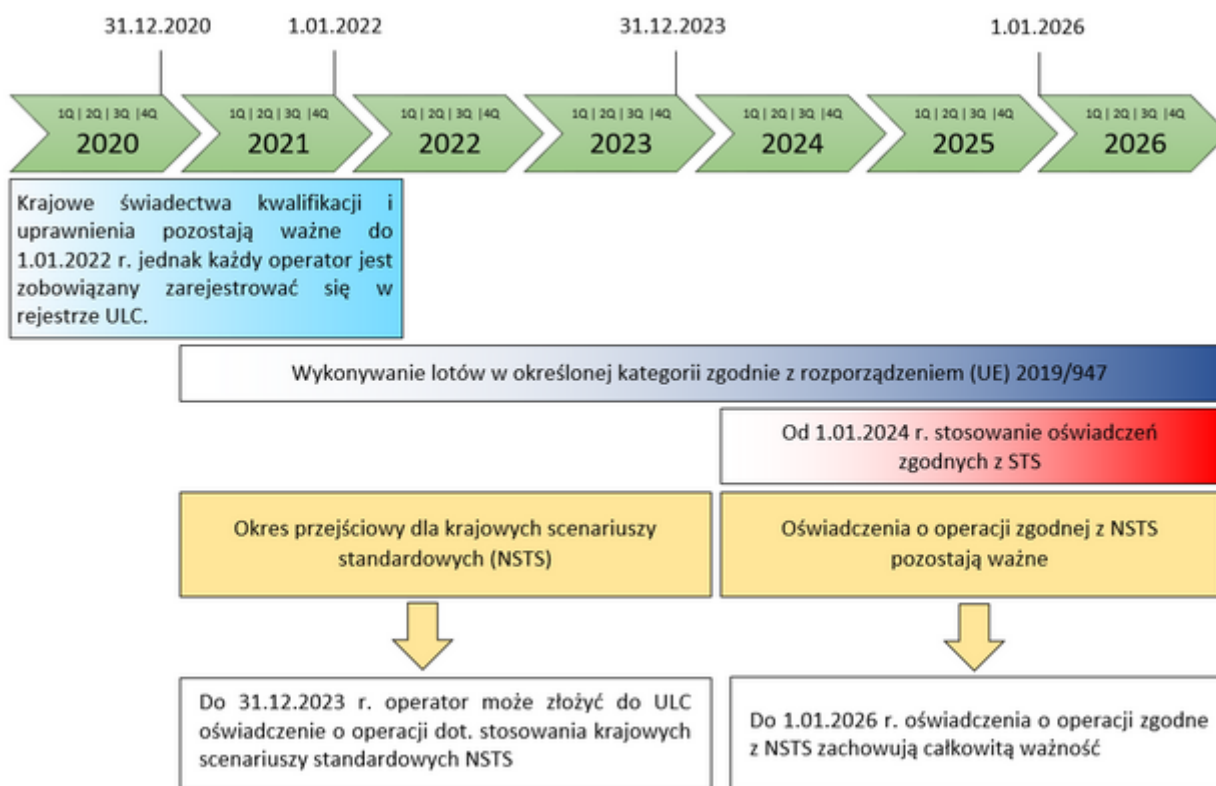 31.12.2020 1.01.2022 31.12.2023 1.01.2026
1Q | 2Q | 3Q |4Q 1Q | 2Q | 3Q |4Q 1Q | 2Q | 3Q |4Q 1Q | 2Q | 3Q |4Q 1Q | 2Q | 3Q |4Q 1Q | 2Q | 3Q |4Q 1Q | 2Q | 3Q |4Q
2020 2021 2022 2023 2024 2025 2026
Krajowe świadectwa kwalifikacji i
uprawnienia pozostają ważne do
1.01.2022 r. jednak każdy operator jest
zobowiązany zarejestrować się w
rejestrze ULC.
Wykonywanie lotów w określonej kategorii zgodnie z rozporządzeniem (UE) 2019/947
Od 1.01.2024 r. stosowanie oświadczeń
zgodnych z STS
Okres przejściowy dla krajowych scenariuszy
standardowych (NSTS)
Oświadczenia o operacji zgodnej z NSTS
pozostają ważne
Do 31.12.2023 r. operator może złożyć do ULC
oświadczenie o operacji dot. stosowania krajowych
scenariuszy standardowych NSTS
Do 1.01.2026 r. oświadczenia o operacji zgodne
z NSTS zachowują całkowitą ważność